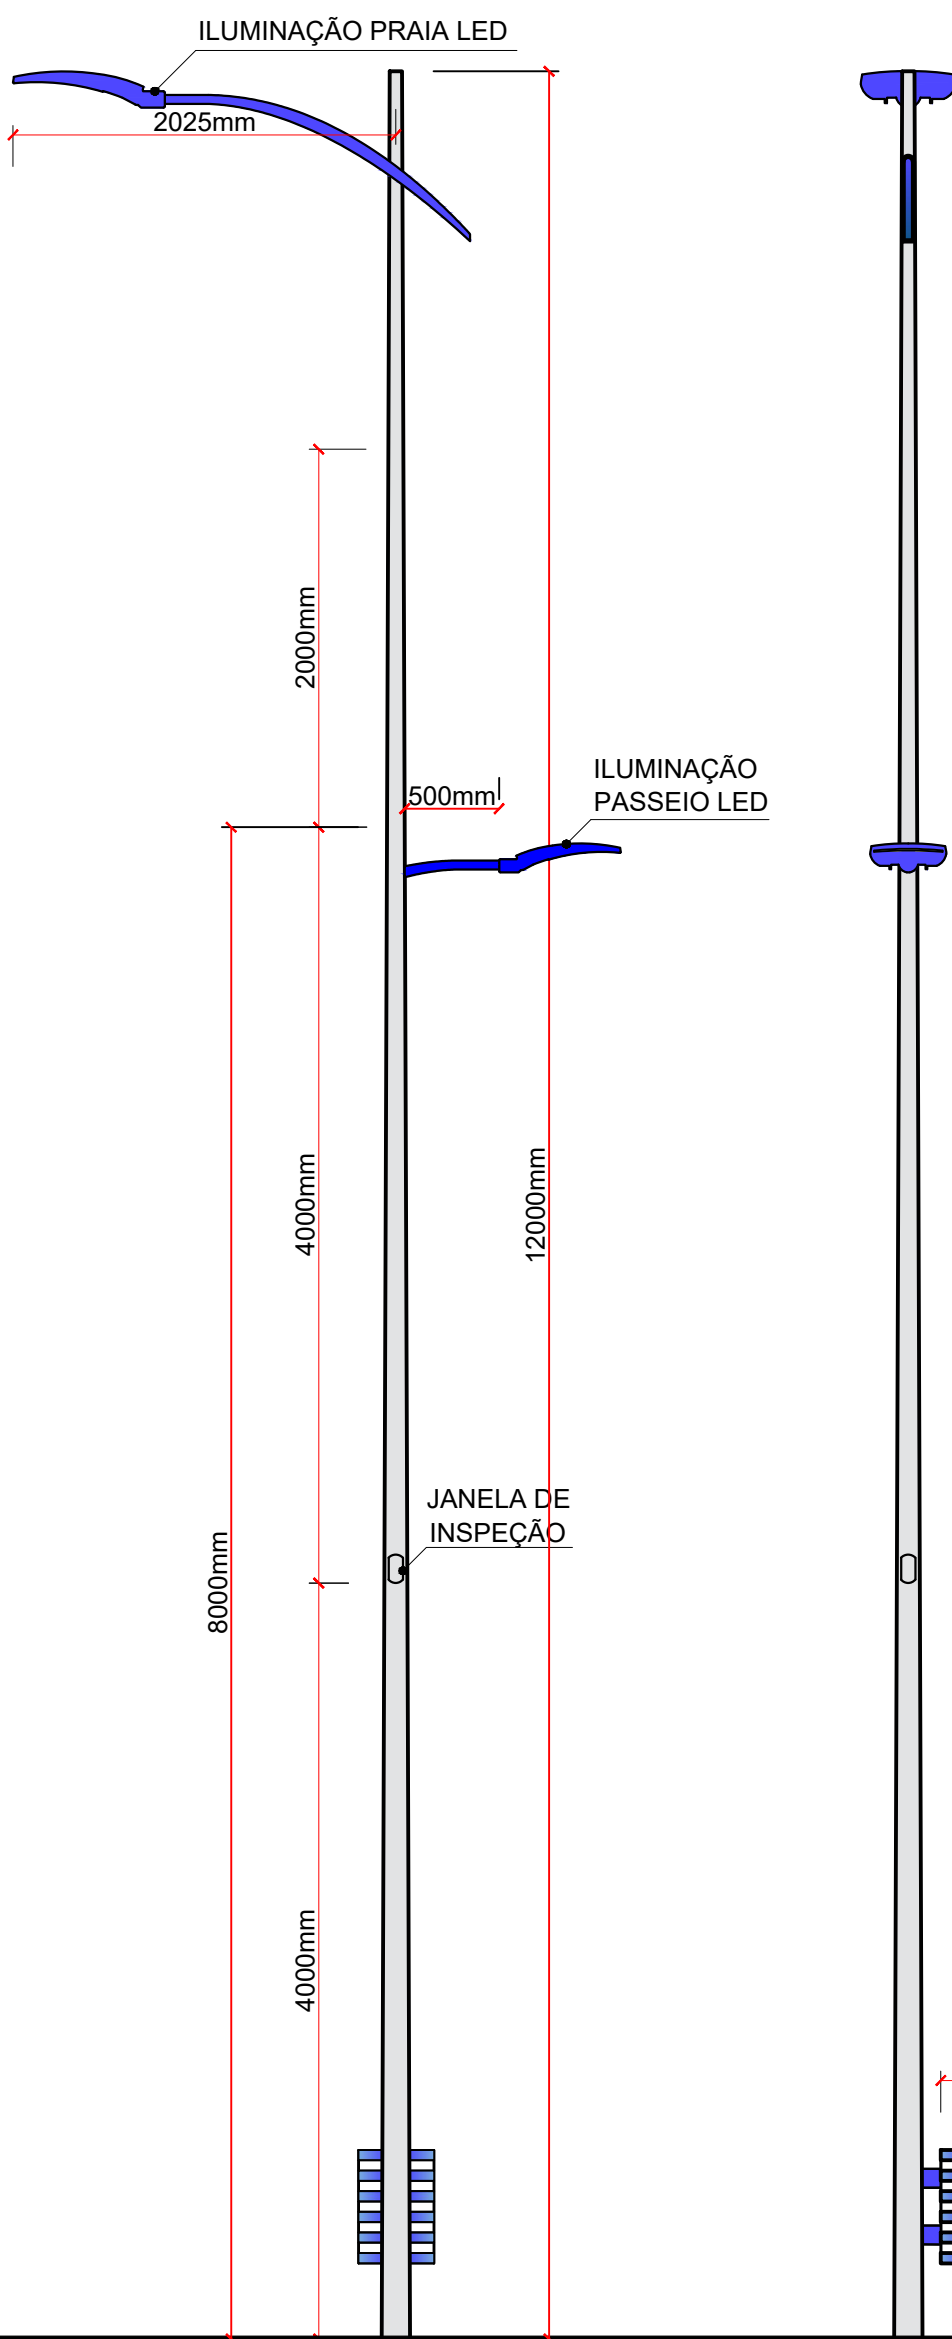 ILUMINAÇÃO PRAIA LED
2025mm
2000mm
500mm
ILUMINAÇÃO
PASSEIO LED
4000mm
12000mm
JANELA DE
INSPEÇÃO
8000mm
4000mm